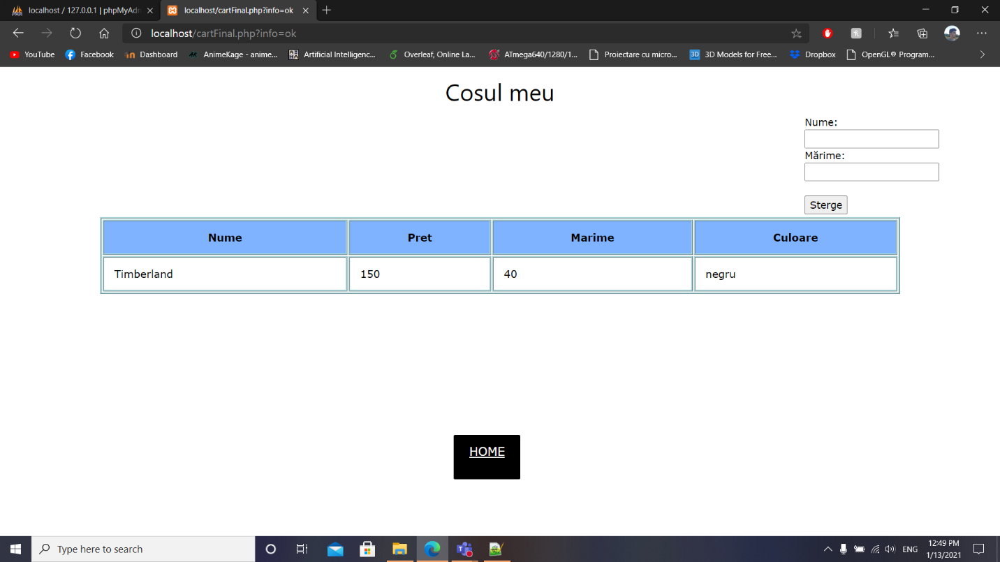 localhost / 127.0.0.1 | phpMyAdm
localhost/cartFinal.php?info=ok
localhost/cartFinal.php?info=ok
YouTube
Facebook
Dashboard
AnimeKage - anime...
Artificial Intelligenc...
Overleaf, Online La...
ATmega640/1280/1...
Proiectare cu micro...
3D Models for Free...
Dropbox
OpenGL® Program...
Cosul meu
Nume:
Mărime:
Sterge
Nume Pret Marime Culoare
Timberland 150 40 negru
HOME
Type here to search
ENG
12:49 PM
1/13/2021